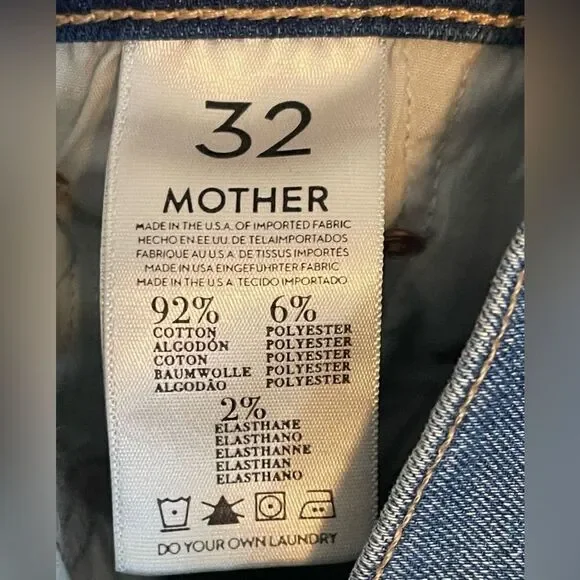 32
MOTHER
MADE IN THE U.S.A. OF IMPORTED FABRIC
HECHO EN EE.UU. DE TELAIMPORTADOS
FABRIQUE AU U.S.A. DE TISSUS IMPORTÉS
MADE IN USA EINGEFÜHRTER FABRIC
MADE IN THE U.S.A TECIDO IMPORTADO
92% 6%
COTTON POLYESTER
ALGODÓN POLYESTER
COTON POLYESTER
BAUMWOLLE POLYESTER
ALGODÃO POLYESTER
2%
ELASTHANE
ELASTHANO
ELASTHANNE
ELASTHAN
ELASTHANO
DO YOUR OWN LAUNDRY